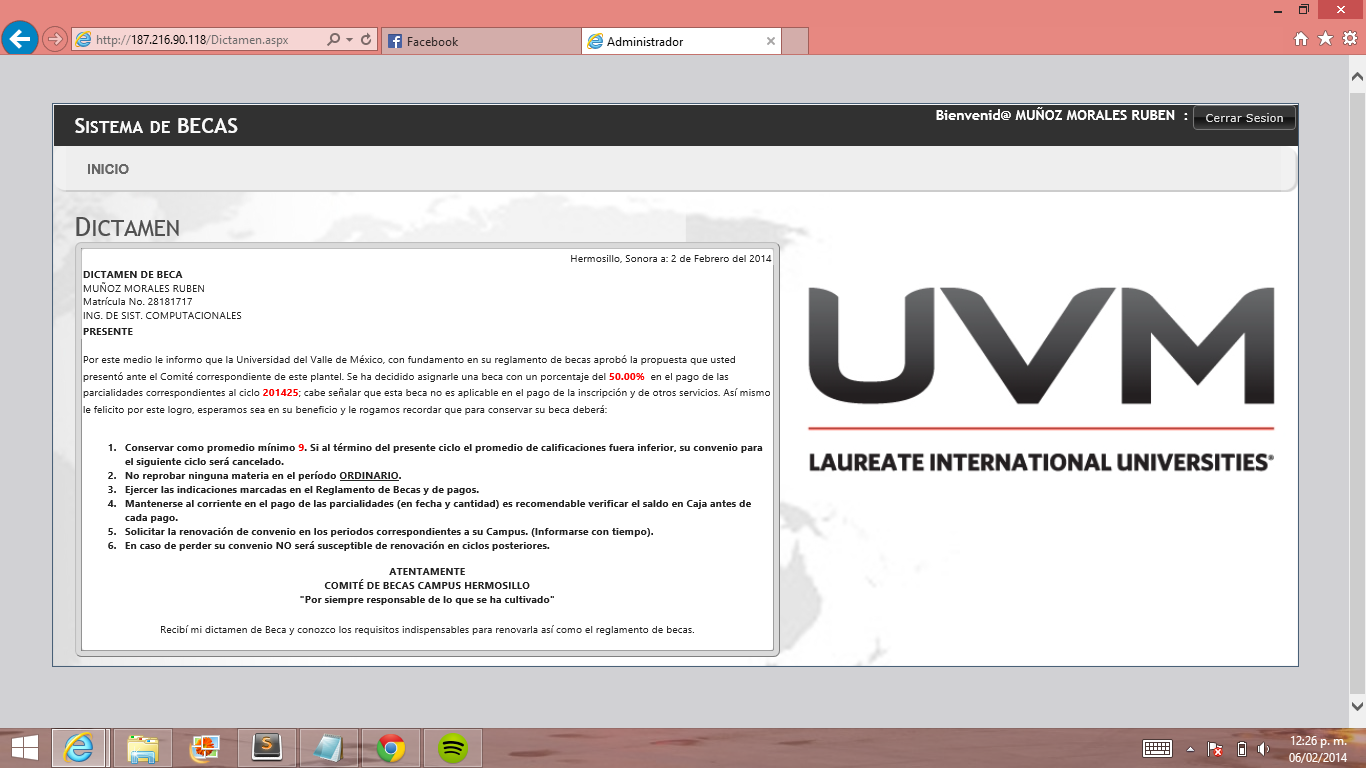 http://187.216.90.118/Dictamen.aspx
Facebook
Administrador
SISTEMA DE BECAS
Bienvenid@ MUÑOZ MORALES RUBEN :
Cerrar Sesion
INICIO
DICTAMEN
Hermosillo, Sonora a: 2 de Febrero del 2014
DICTAMEN DE BECA
MUÑOZ MORALES RUBEN
Matrícula No. 28181717
ING. DE SIST. COMPUTACIONALES
PRESENTE
Por este medio le informo que la Universidad del Valle de México, con fundamento en su reglamento de becas aprobó la propuesta que usted
presentó ante el Comité correspondiente de este plantel. Se ha decidido asignarle una beca con un porcentaje del 50.00% en el pago de las
parcialidades correspondientes al ciclo 201425; cabe señalar que esta beca no es aplicable en el pago de la inscripción y de otros servicios. Así mismo
le felicito por este logro, esperamos sea en su beneficio y le rogamos recordar que para conservar su beca deberá:
1. Conservar como promedio mínimo 9. Si al término del presente ciclo el promedio de calificaciones fuera inferior, su convenio para
el siguiente ciclo será cancelado.
2. No reprobar ninguna materia en el período ORDINARIO.
3. Ejercer las indicaciones marcadas en el Reglamento de Becas y de pagos.
4. Mantenerse al corriente en el pago de las parcialidades (en fecha y cantidad) es recomendable verificar el saldo en Caja antes de
cada pago.
5. Solicitar la renovación de convenio en los periodos correspondientes a su Campus. (Informarse con tiempo).
6. En caso de perder su convenio NO será susceptible de renovación en ciclos posteriores.
ATENTAMENTE
COMITÉ DE BECAS CAMPUS HERMOSILLO
"Por siempre responsable de lo que se ha cultivado"
Recibí mi dictamen de Beca y conozco los requisitos indispensables para renovarla así como el reglamento de becas.
UVM
LAUREATE INTERNATIONAL UNIVERSITIES®
12:26 p. m.
06/02/2014